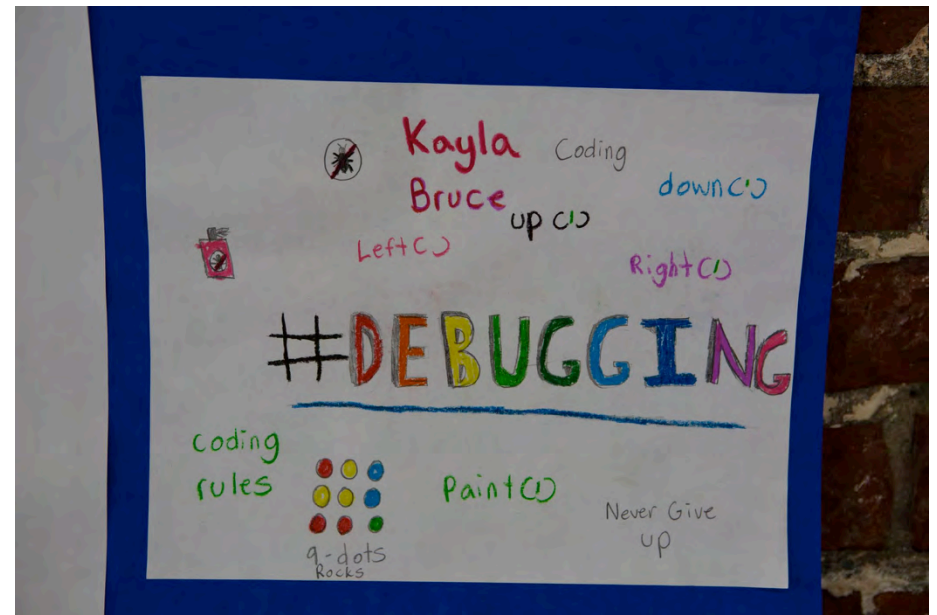 Kayla
Bruce
Coding
down(1)
up(1)
Left()
Right(1)
#DEBUGGING
coding
rules
Paint(1)
9-dots
Rocks
Never Give
up